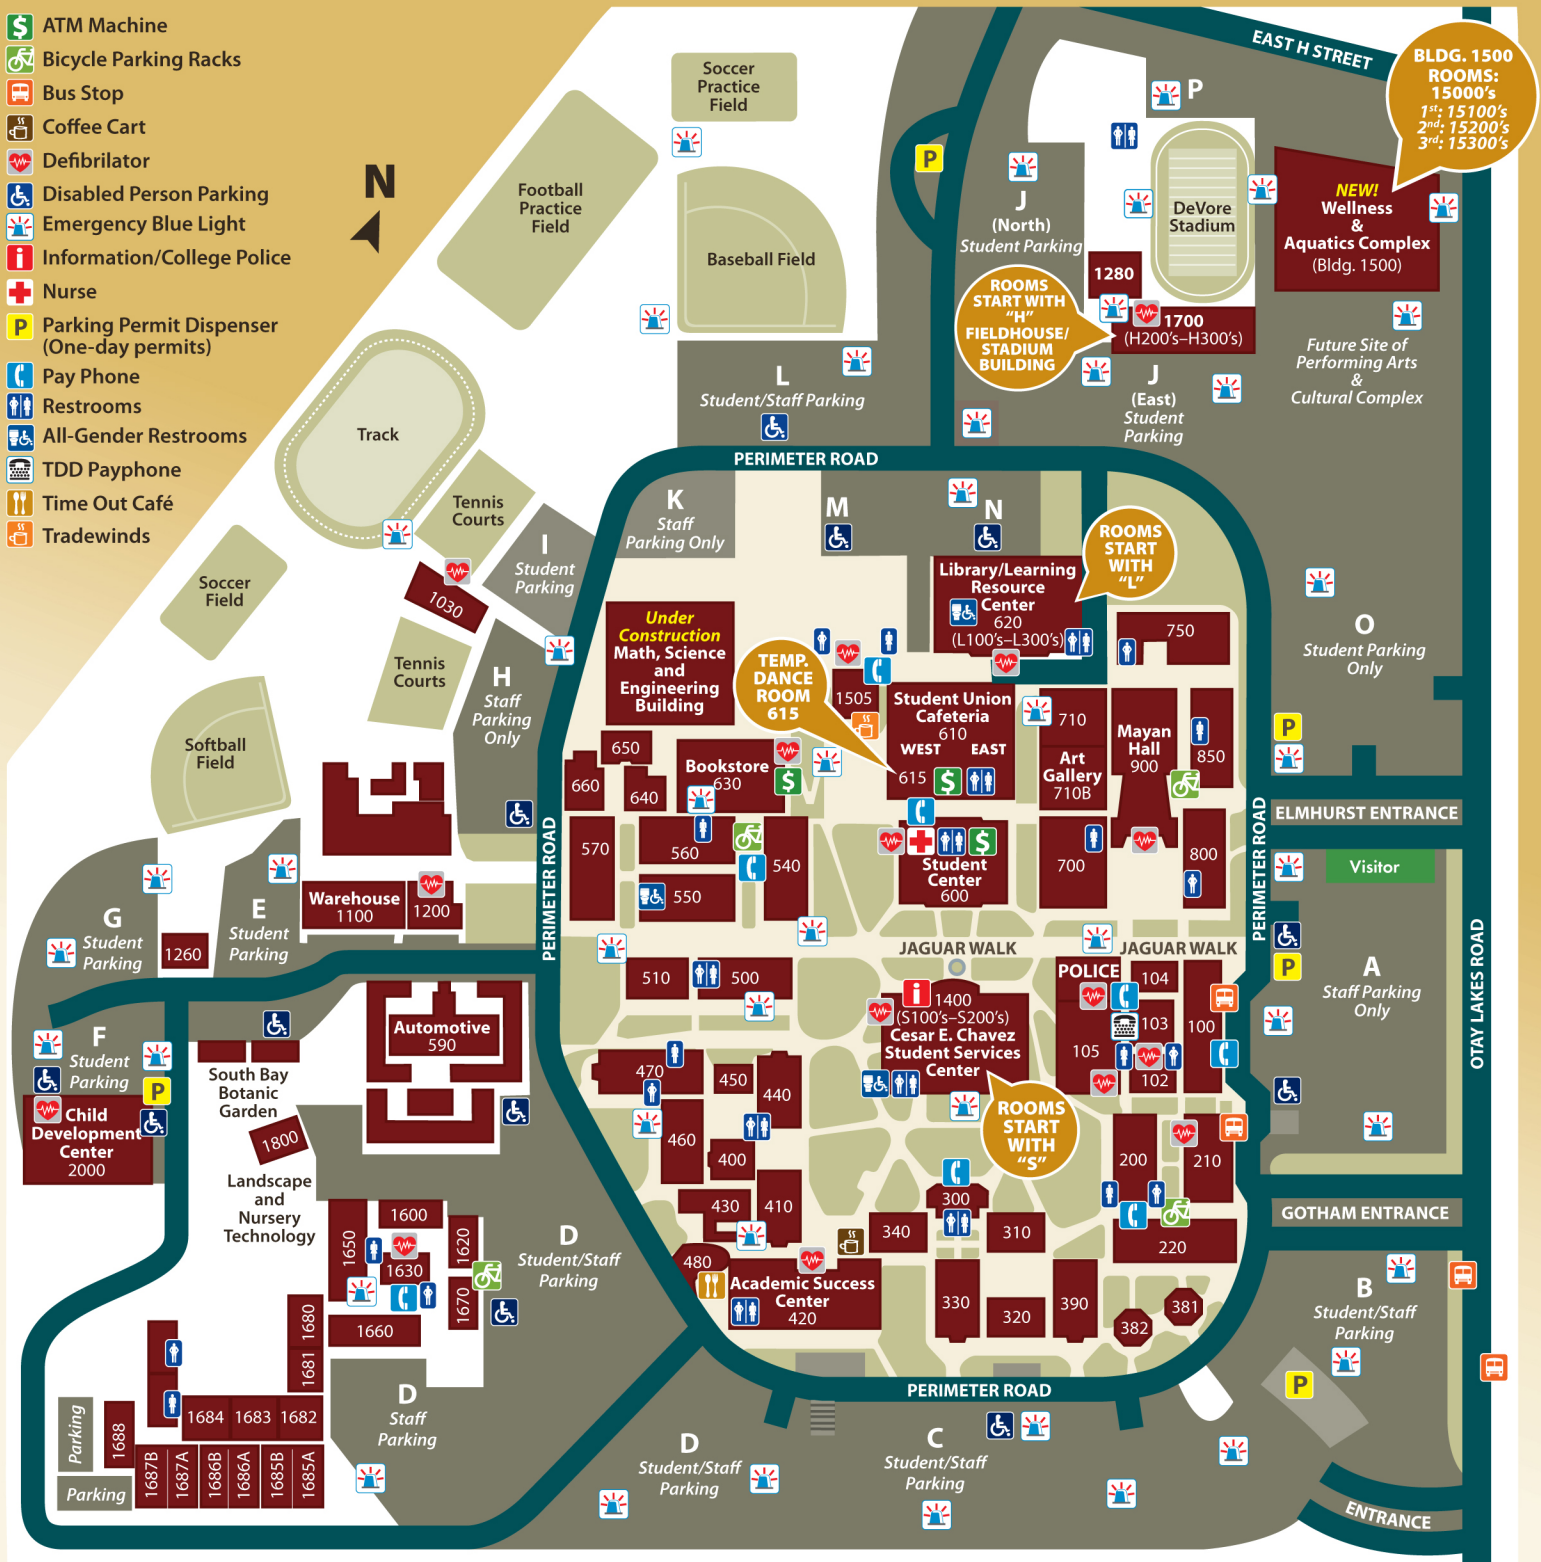 $ ATM Machine
Bicycle Parking Racks
Bus Stop
Coffee Cart
Defibrilator
Disabled Person Parking
Emergency Blue Light
i Information/College Police
Nurse
P Parking Permit Dispenser
(One-day permits)
Pay Phone
Restrooms
All-Gender Restrooms
TDD Payphone
Time Out Café
Tradewinds
N
Soccer
Practice
Field
Football
Practice
Field
Baseball Field
Track
Tennis
Courts
Soccer
Field
Tennis
Courts
Softball
Field
EAST H STREET
BLDG. 1500
ROOMS:
15000's
1st: 15100's
2nd: 15200's
3rd: 15300's
P
P
J
(North)
Student Parking
DeVore
Stadium
NEW!
Wellness
&
Aquatics Complex
(Bldg. 1500)
1280
ROOMS
START WITH
"H"
FIELDHOUSE/
STADIUM
BUILDING
1700
(H200's–H300's)
J
(East)
Student
Parking
Future Site of
Performing Arts
&
Cultural Complex
L
Student/Staff Parking
PERIMETER ROAD
K
Staff
Parking Only
M
N
I
Student
Parking
1030
H
Staff
Parking
Only
ROOMS
START
WITH
"L"
Library/Learning
Resource
Center
620
(L100's–L300's)
750
O
Student Parking
Only
Under
Construction
Math, Science
and
Engineering
Building
TEMP.
DANCE
ROOM
615
1505
Student Union
Cafeteria
610
WEST EAST
615 $
710
Art
Gallery
710B
Mayan
Hall
900
850
P
650
660
640
Bookstore
630
$
570
560
550
540
$
Student
Center
600
700
800
ELMHURST ENTRANCE
Visitor
PERIMETER ROAD
PERIMETER ROAD
OTAY LAKES ROAD
Warehouse
1100
1200
G
Student
Parking
1260
E
Student
Parking
JAGUAR WALK
JAGUAR WALK
510
500
i
1400
(S100's–S200's)
Cesar E. Chavez
Student Services
Center
POLICE
104
103
105
102
100
P
A
Staff Parking
Only
F
Student
Parking
P
Child
Development
Center
2000
Automotive
590
South Bay
Botanic
Garden
1800
Landscape
and
Nursery
Technology
470
450
440
460
400
430
410
480
ROOMS
START
WITH
"S"
200
210
220
300
340
310
330
320
390
381
382
Academic Success
Center
420
GOTHAM ENTRANCE
B
Student/Staff
Parking
P
1650
1600
1630
1620
1670
1660
1680
1681
D
Student/Staff
Parking
D
Staff
Parking
1684
1683
1682
1688
1687B
1687A
1686B
1686A
1685B
1685A
Parking
Parking
PERIMETER ROAD
D
Student/Staff
Parking
C
Student/Staff
Parking
ENTRANCE